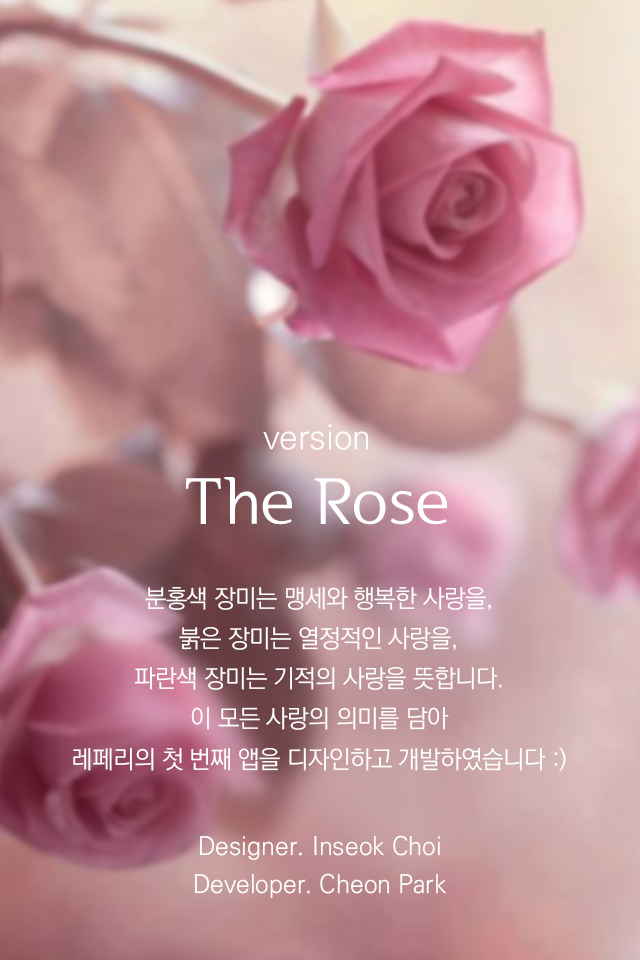 version
The Rose
분홍색 장미는 맹세와 행복한 사랑을,
붉은 장미는 열정적인 사랑을,
파란색 장미는 기적의 사랑을 뜻합니다.
이 모든 사랑의 의미를 담아
레페리의 첫 번째 앱을 디자인하고 개발하였습니다 :)
Designer. Inseok Choi
Developer. Cheon Park